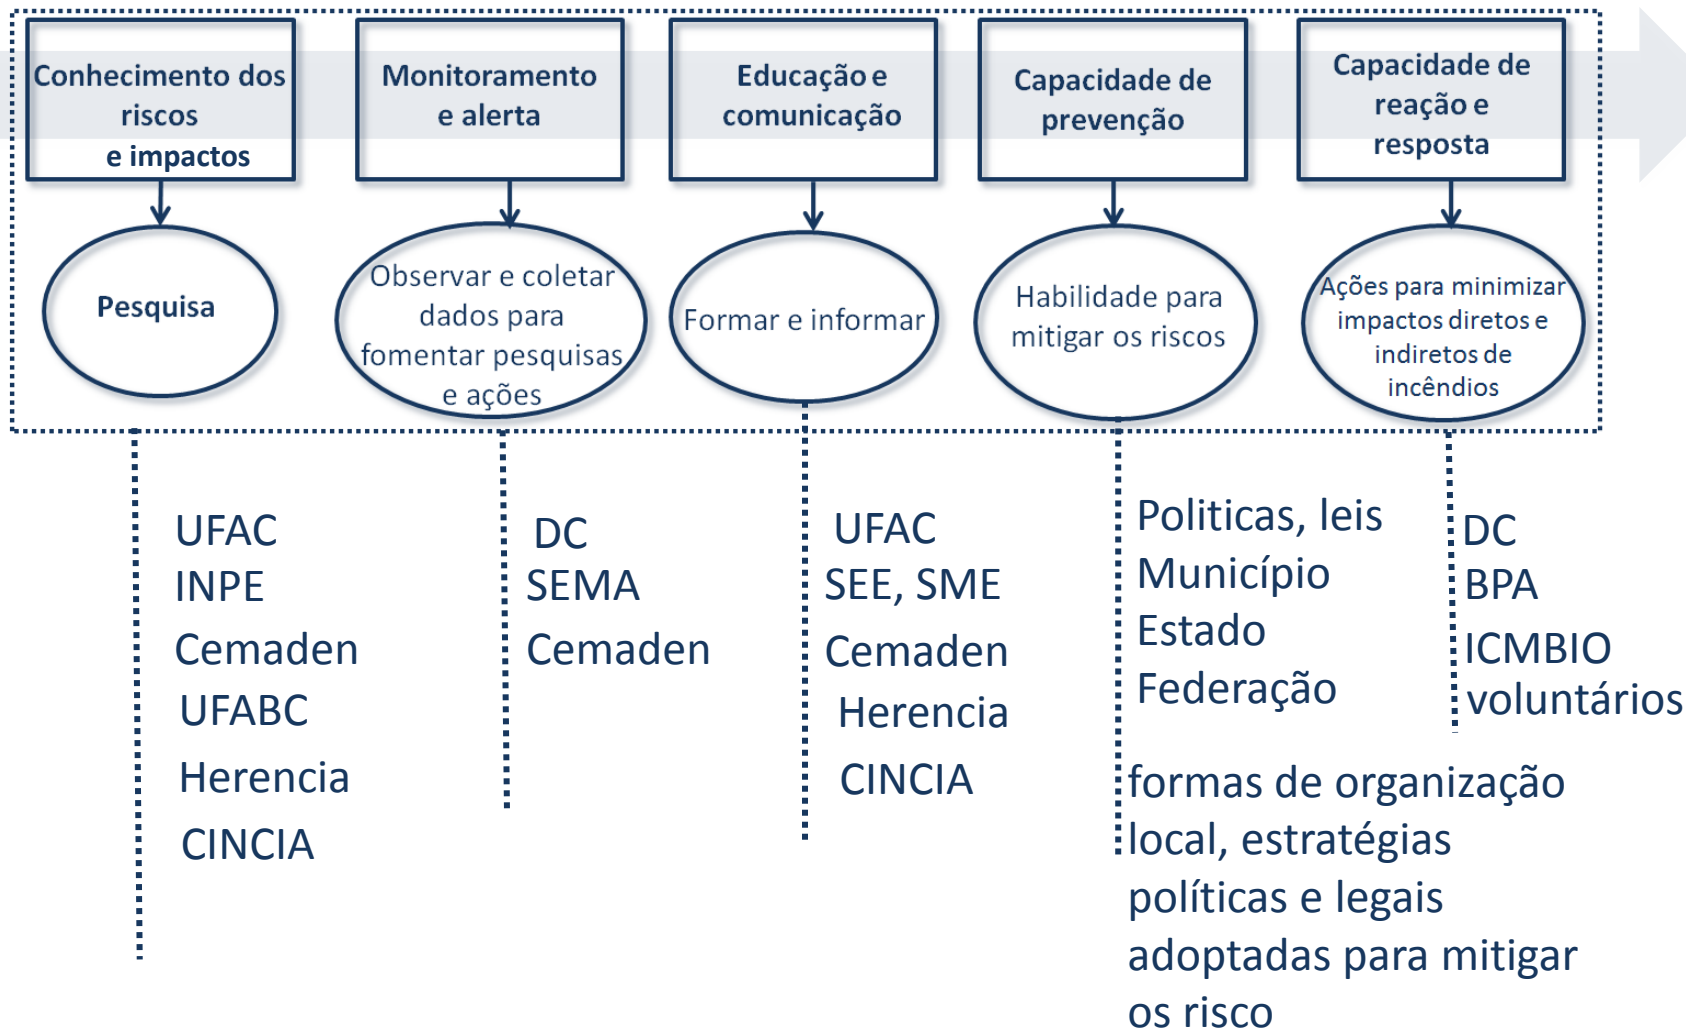 Conhecimento dos
riscos
e impactos
Monitoramento
e alerta
Educação e
comunicação
Capacidade de
prevenção
Capacidade de
reação e
resposta
Pesquisa
Observar e coletar
dados para
fomentar pesquisas
e ações
Formar e informar
Habilidade para
mitigar os riscos
Ações para minimizar
impactos diretos e
indiretos de
incêndios
UFAC
INPE
Cemaden
UFABC
Herencia
CINCIA
DC
SEMA
Cemaden
UFAC
SEE, SME
Cemaden
Herencia
CINCIA
Politicas, leis
Município
Estado
Federação
formas de organização
local, estratégias
políticas e legais
adoptadas para mitigar
os risco
DC
BPA
ICMBIO
voluntários